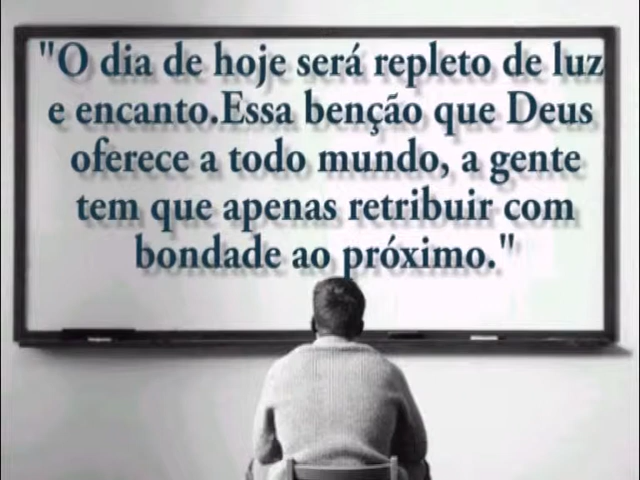 "O dia de hoje será repleto de luz
e encanto.Essa benção que Deus
oferece a todo mundo, a gente
tem que apenas retribuir com
bondade ao próximo."